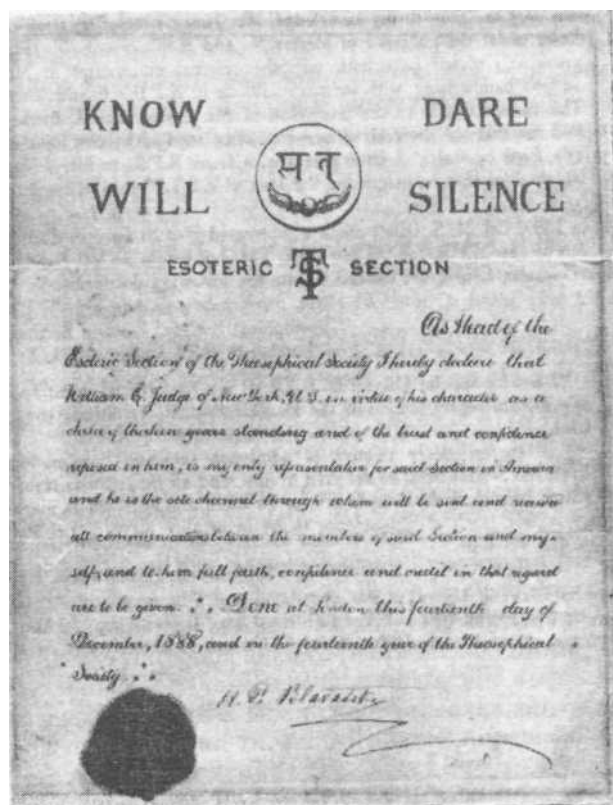 KNOW DARE
सत्
WILL SILENCE
ESOTERIC TS SECTION
As Head of the
Esoteric Section of the Theosophical Society I hereby declare that
William Q. Judge of New York, U.S. in virtue of his character as a
chela of thirteen years standing and of the trust and confidence
reposed in him, is my only representative for said Section in America
and he is the sole channel through whom will be sent and received
all communications between the members of said Section and my-
self, and to him full faith, confidence and credit in that regard
are to be given. Done at London this fourteenth day of
December, 1888, and in the fourteenth year of the Theosophical
Society.
H. P. Blavatsky